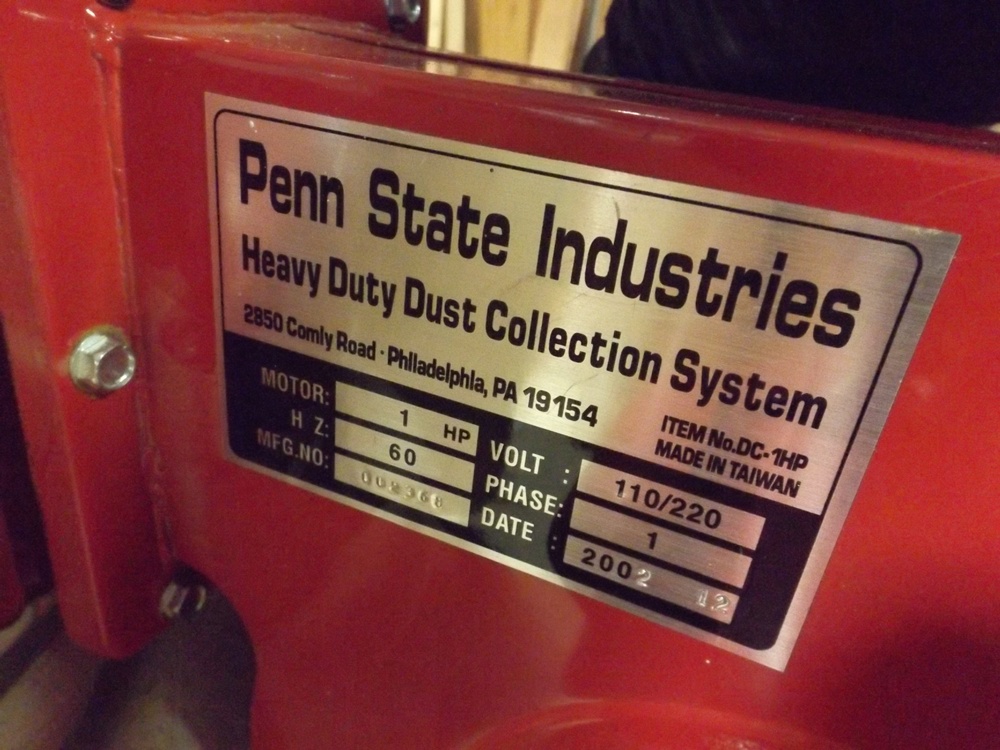 Penn State Industries
Heavy Duty Dust Collection System
2850 Comly Road · Philadelphia, PA 19154
ITEM No.DC-1HP
MADE IN TAIWAN
MOTOR: 1 HP
H Z: 60
MFG.NO:
VOLT : 110/220
PHASE: 1
DATE : 2002 12